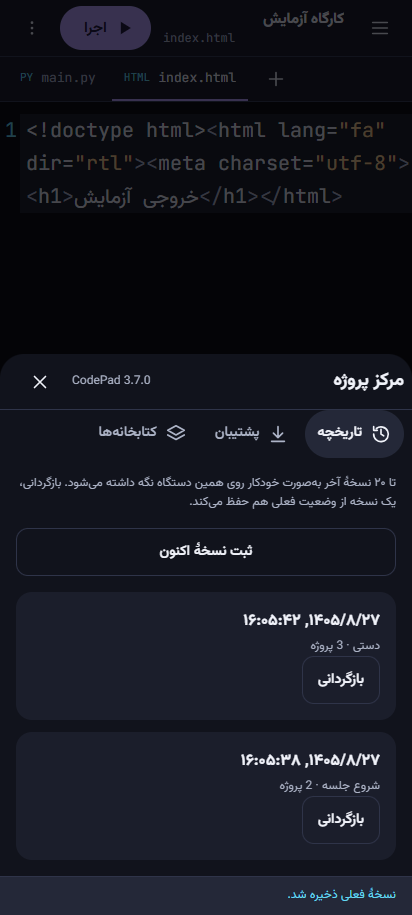 کارگاه آزمایش
index.html
اجرا
PY main.py
HTML index.html
1 <!doctype html><html lang="fa"
dir="rtl"><meta charset="utf-8">
<h1>خروجی آزمایش</h1></html>
مرکز پروژه
CodePad 3.7.0
تاریخچه
پشتیبان
کتابخانه‌ها
تا ۲۰ نسخهٔ آخر به‌صورت خودکار روی همین دستگاه نگه داشته می‌شود. بازگردانی،
یک نسخه از وضعیت فعلی هم حفظ می‌کند.
ثبت نسخهٔ اکنون
۱۴۰۵/۸/۲۷, ۱۶:۰۵:۴۲
دستی · 3 پروژه
بازگردانی
۱۴۰۵/۸/۲۷, ۱۶:۰۵:۳۸
شروع جلسه · 2 پروژه
بازگردانی
نسخهٔ فعلی ذخیره شد.